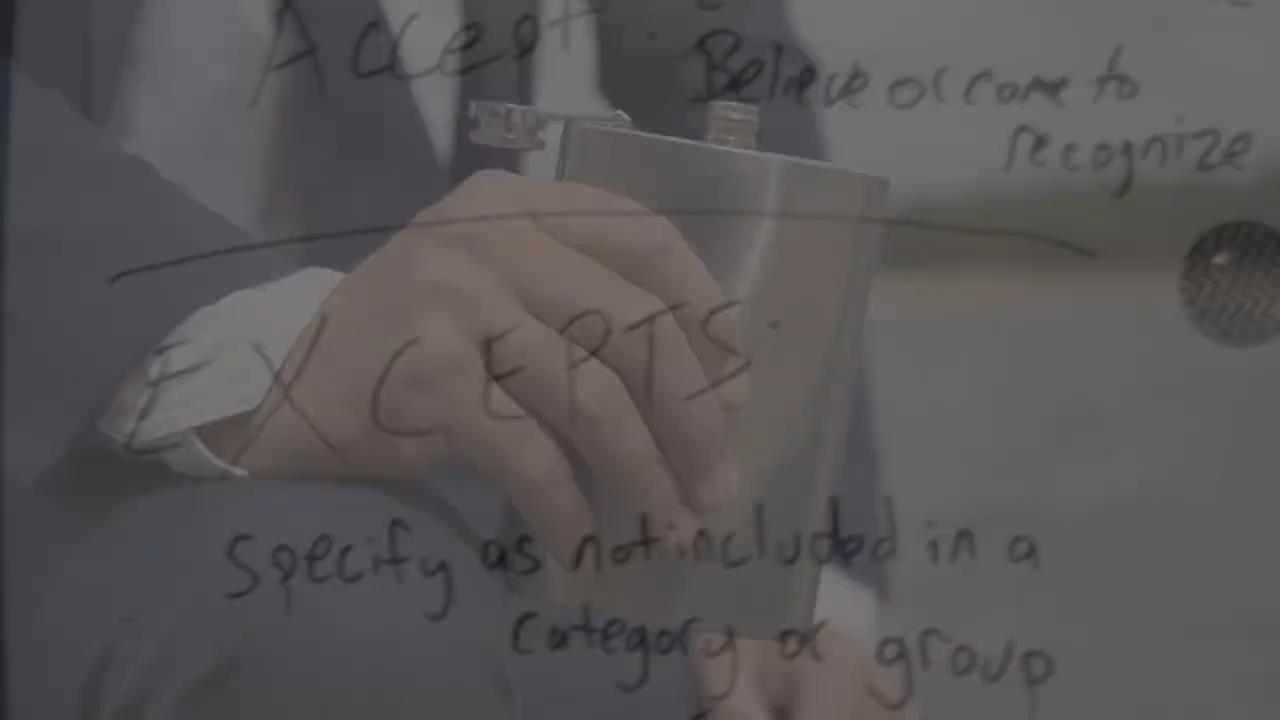 Accept:
Believe or come to
recognize
EXCEPTS:
Specify as not included in a
category or group